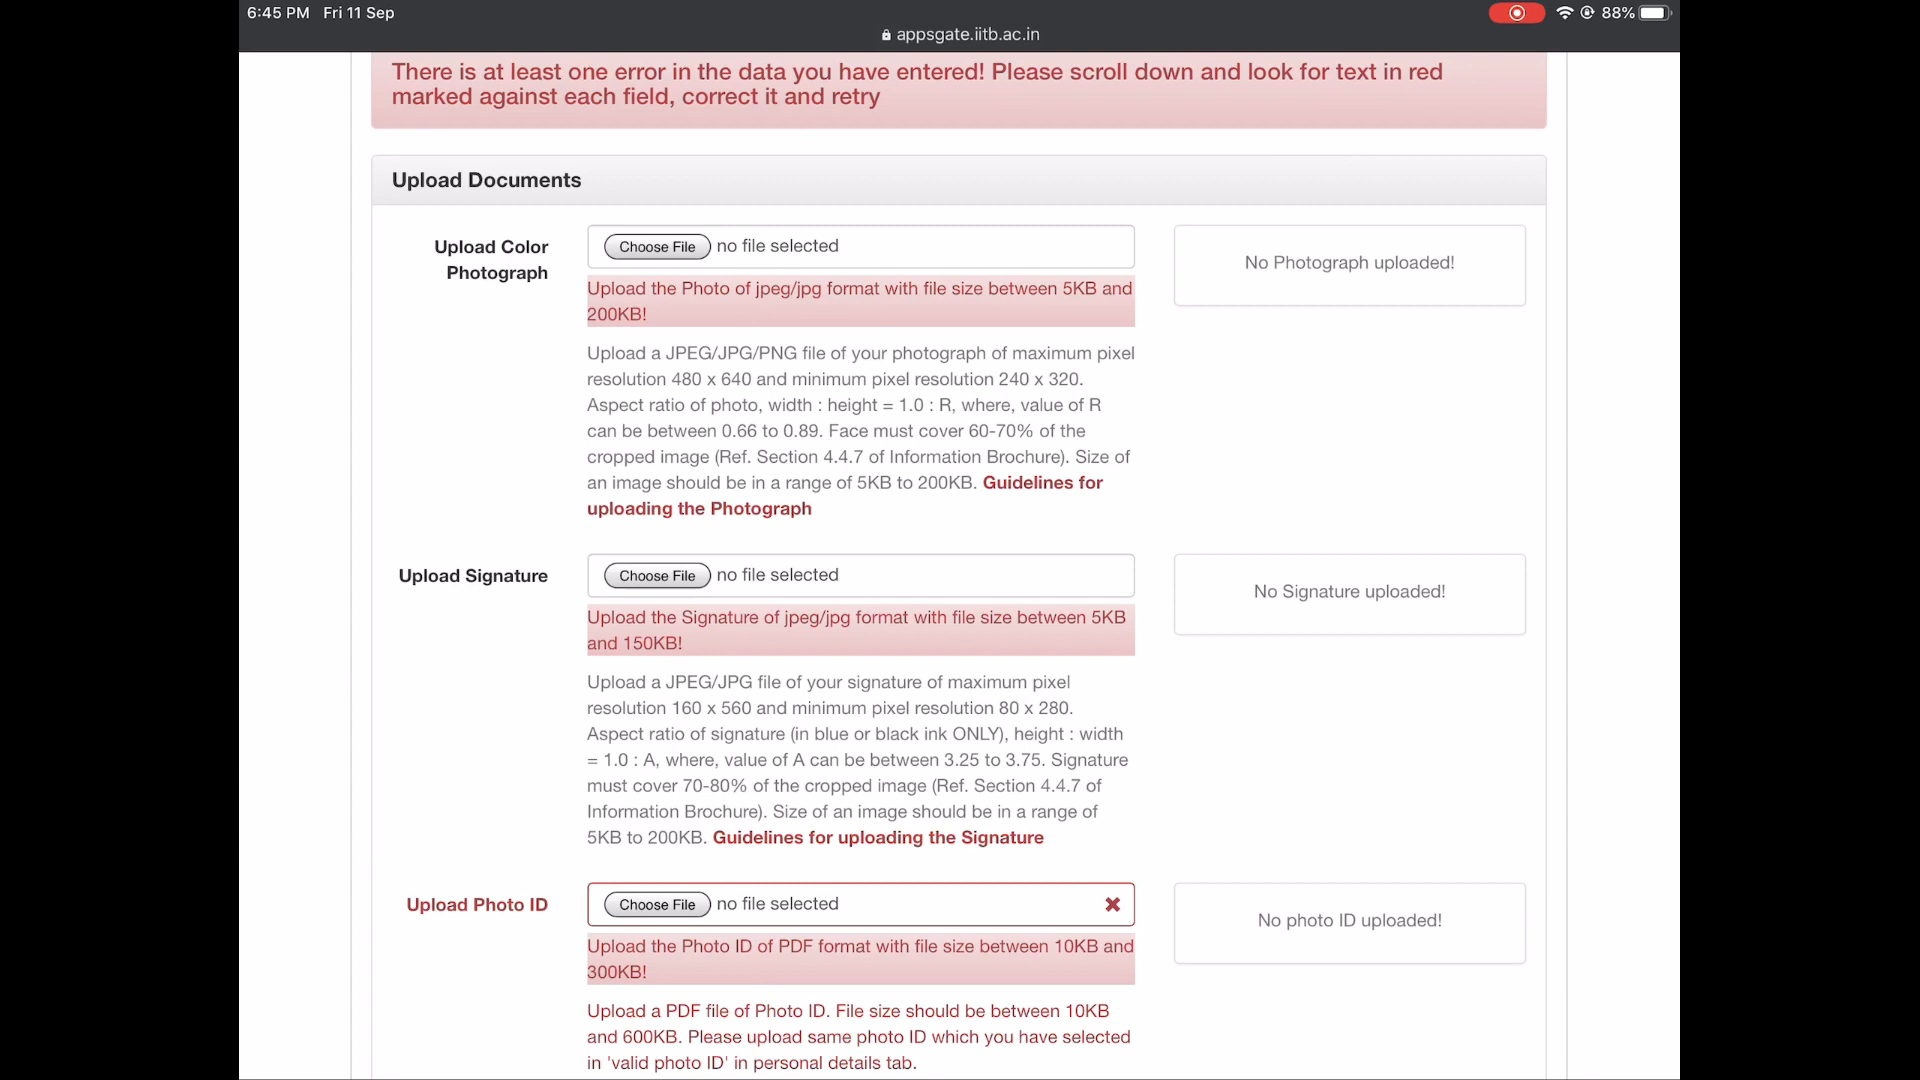 6:45 PM Fri 11 Sep
88%
appsgate.iitb.ac.in
There is at least one error in the data you have entered! Please scroll down and look for text in red
marked against each field, correct it and retry
Upload Documents
Upload Color
Photograph
Choose File no file selected
No Photograph uploaded!
Upload the Photo of jpeg/jpg format with file size between 5KB and
200KB!
Upload a JPEG/JPG/PNG file of your photograph of maximum pixel
resolution 480 x 640 and minimum pixel resolution 240 x 320.
Aspect ratio of photo, width : height = 1.0 : R, where, value of R
can be between 0.66 to 0.89. Face must cover 60-70% of the
cropped image (Ref. Section 4.4.7 of Information Brochure). Size of
an image should be in a range of 5KB to 200KB. Guidelines for
uploading the Photograph
Upload Signature
Choose File no file selected
No Signature uploaded!
Upload the Signature of jpeg/jpg format with file size between 5KB
and 150KB!
Upload a JPEG/JPG file of your signature of maximum pixel
resolution 160 x 560 and minimum pixel resolution 80 x 280.
Aspect ratio of signature (in blue or black ink ONLY), height : width
= 1.0 : A, where, value of A can be between 3.25 to 3.75. Signature
must cover 70-80% of the cropped image (Ref. Section 4.4.7 of
Information Brochure). Size of an image should be in a range of
5KB to 200KB. Guidelines for uploading the Signature
Upload Photo ID
Choose File no file selected
No photo ID uploaded!
Upload the Photo ID of PDF format with file size between 10KB and
300KB!
Upload a PDF file of Photo ID. File size should be between 10KB
and 600KB. Please upload same photo ID which you have selected
in 'valid photo ID' in personal details tab.